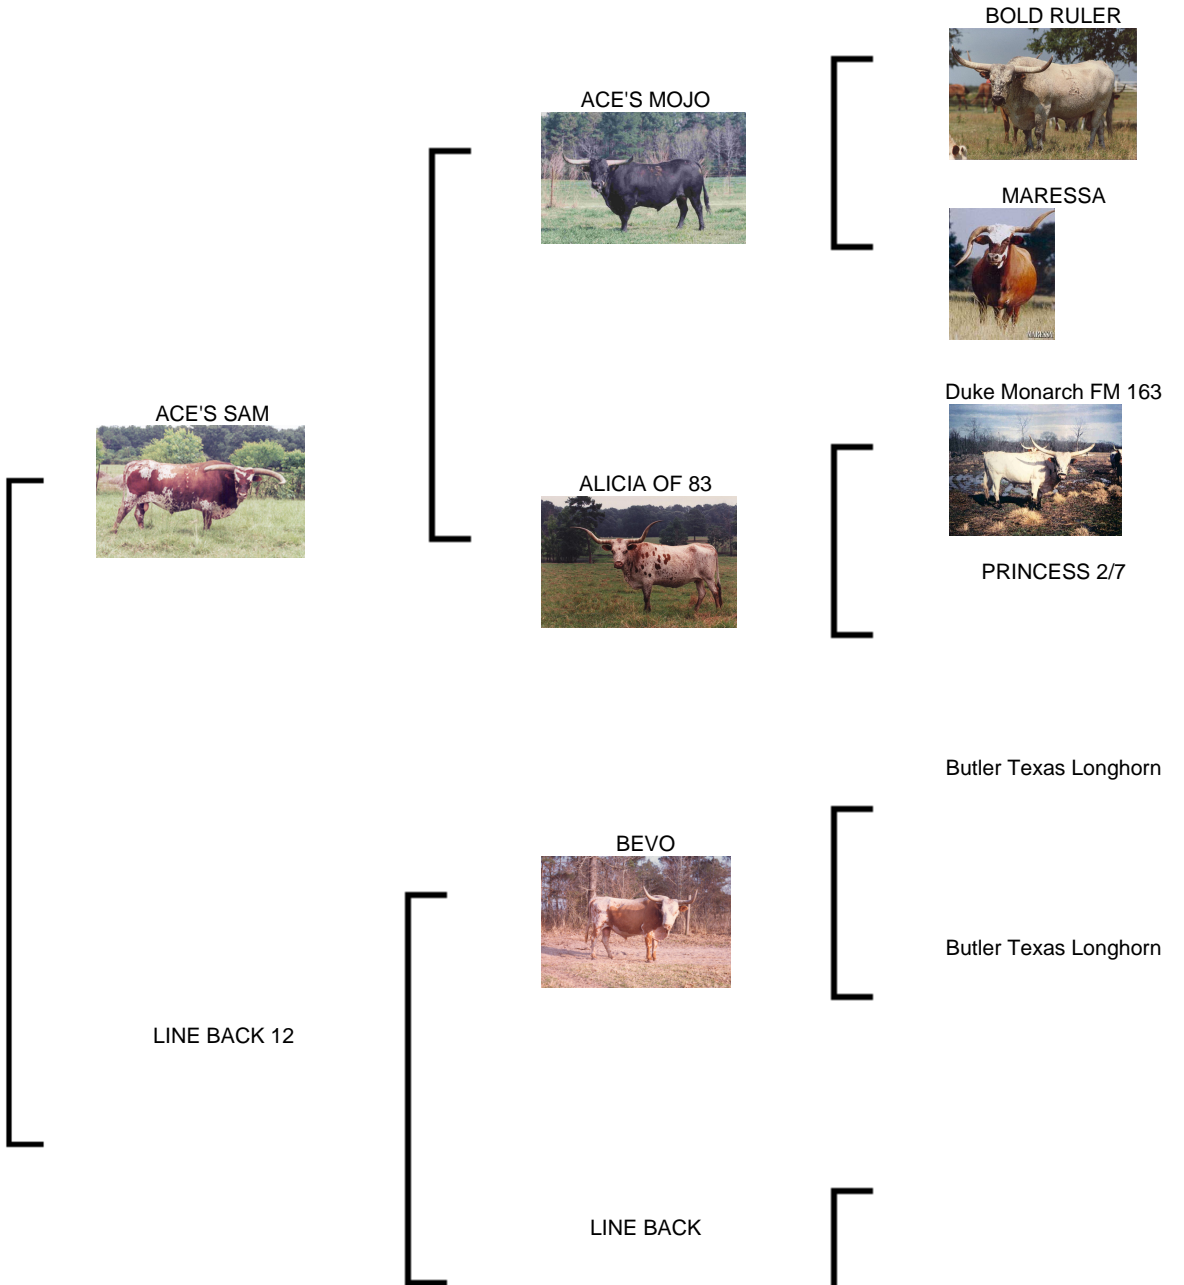 BOLD RULER
ACE'S MOJO
MARESSA
MARESSA
Duke Monarch FM 163
ACE'S SAM
ALICIA OF 83
PRINCESS 2/7
Butler Texas Longhorn
BEVO
Butler Texas Longhorn
LINE BACK 12
LINE BACK